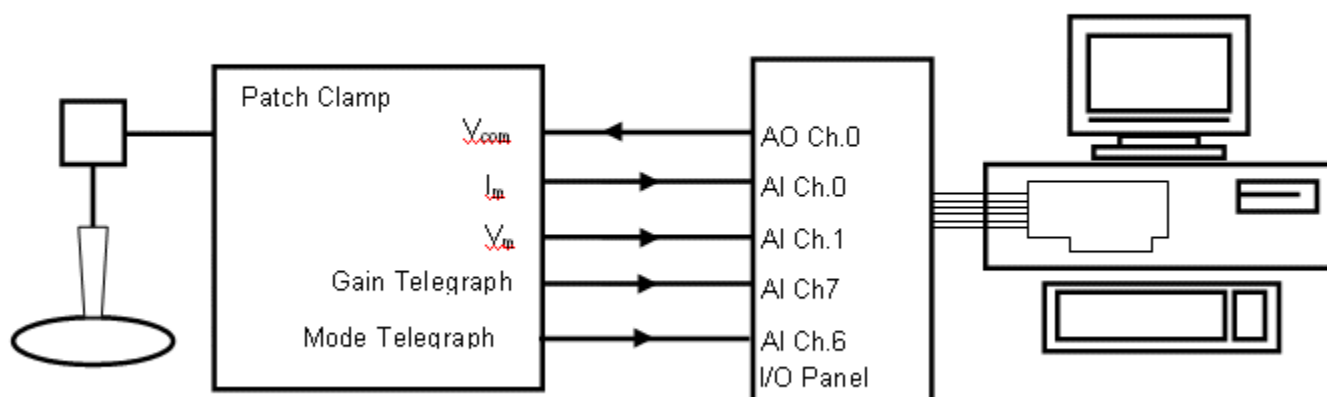 Patch Clamp
Vcom
AO Ch.0
Im
AI Ch.0
Vm
AI Ch.1
Gain Telegraph
AI Ch7
Mode Telegraph
AI Ch.6
I/O Panel